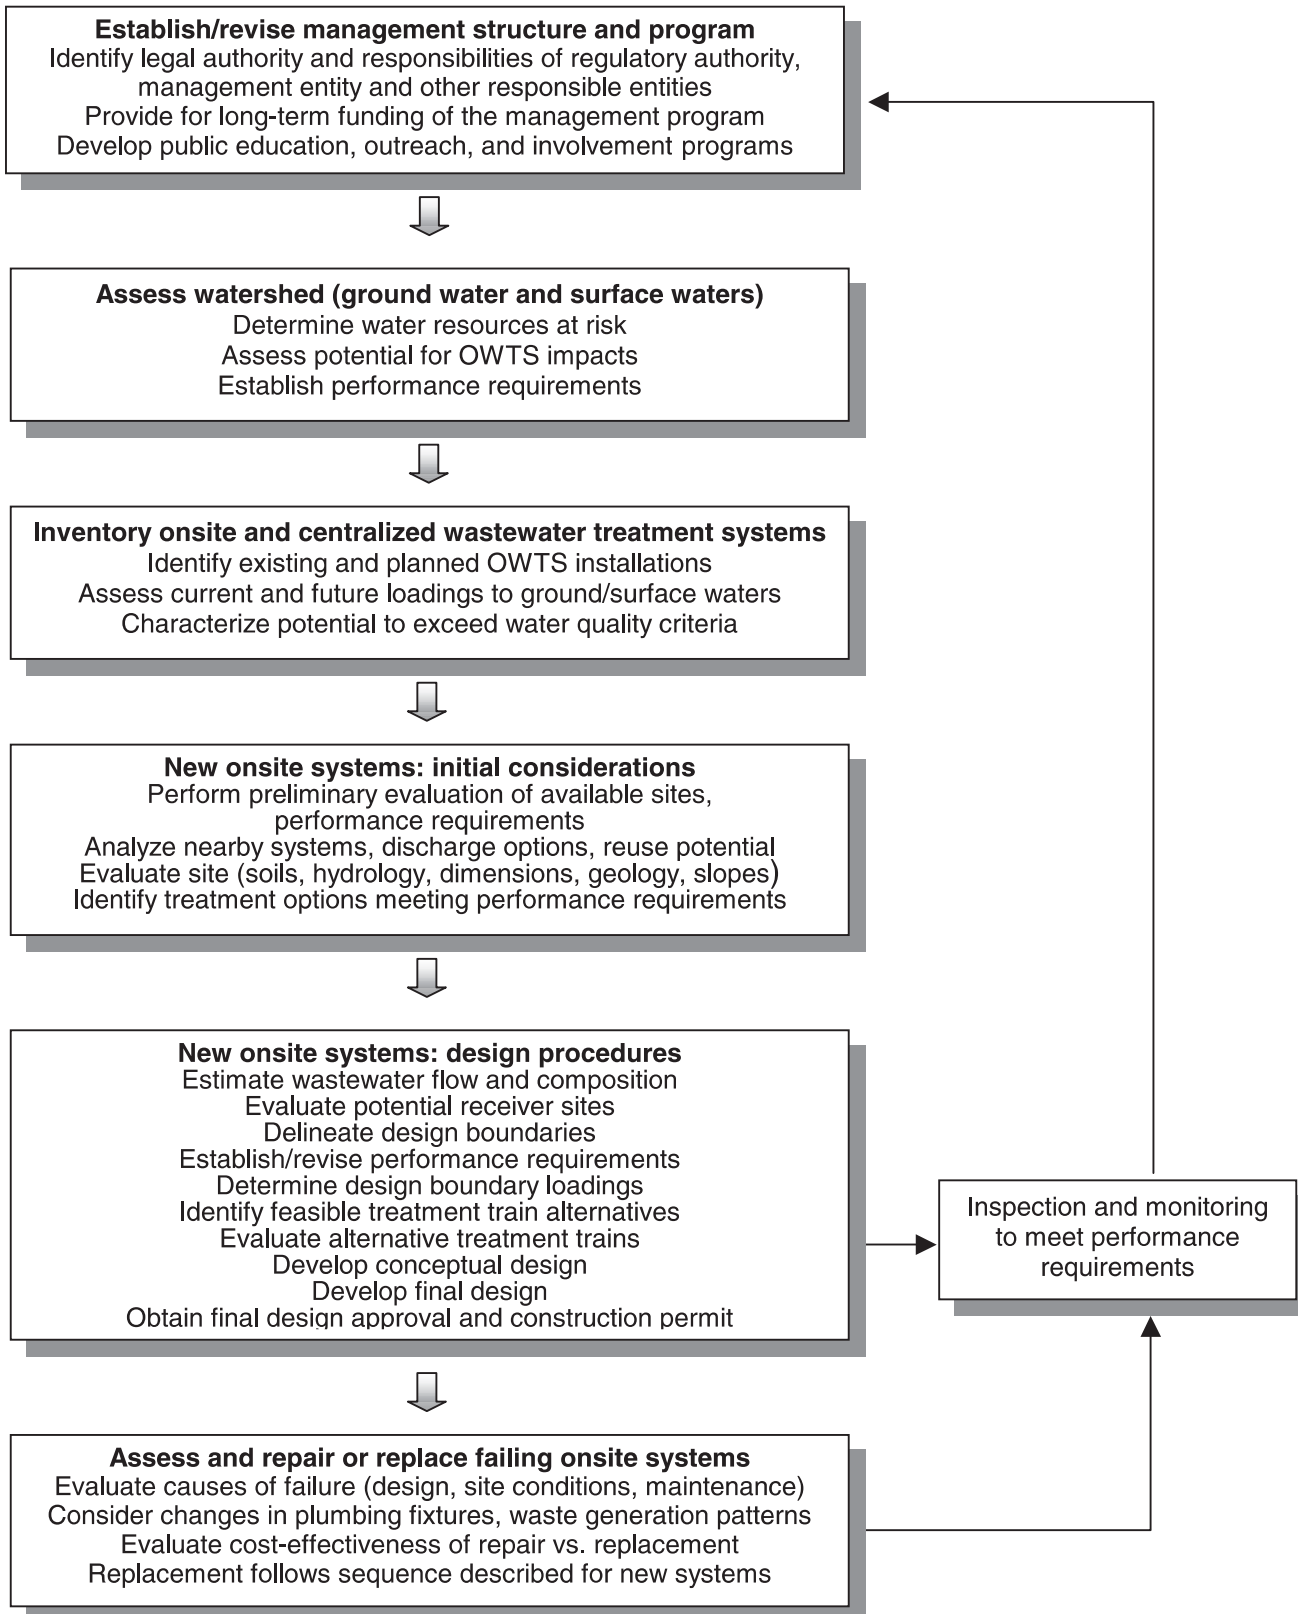 Establish/revise management structure and program
Identify legal authority and responsibilities of regulatory authority,
management entity and other responsible entities
Provide for long-term funding of the management program
Develop public education, outreach, and involvement programs
Assess watershed (ground water and surface waters)
Determine water resources at risk
Assess potential for OWTS impacts
Establish performance requirements
Inventory onsite and centralized wastewater treatment systems
Identify existing and planned OWTS installations
Assess current and future loadings to ground/surface waters
Characterize potential to exceed water quality criteria
New onsite systems: initial considerations
Perform preliminary evaluation of available sites,
performance requirements
Analyze nearby systems, discharge options, reuse potential
Evaluate site (soils, hydrology, dimensions, geology, slopes)
Identify treatment options meeting performance requirements
New onsite systems: design procedures
Estimate wastewater flow and composition
Evaluate potential receiver sites
Delineate design boundaries
Establish/revise performance requirements
Determine design boundary loadings
Identify feasible treatment train alternatives
Evaluate alternative treatment trains
Develop conceptual design
Develop final design
Obtain final design approval and construction permit
Inspection and monitoring
to meet performance
requirements
Assess and repair or replace failing onsite systems
Evaluate causes of failure (design, site conditions, maintenance)
Consider changes in plumbing fixtures, waste generation patterns
Evaluate cost-effectiveness of repair vs. replacement
Replacement follows sequence described for new systems